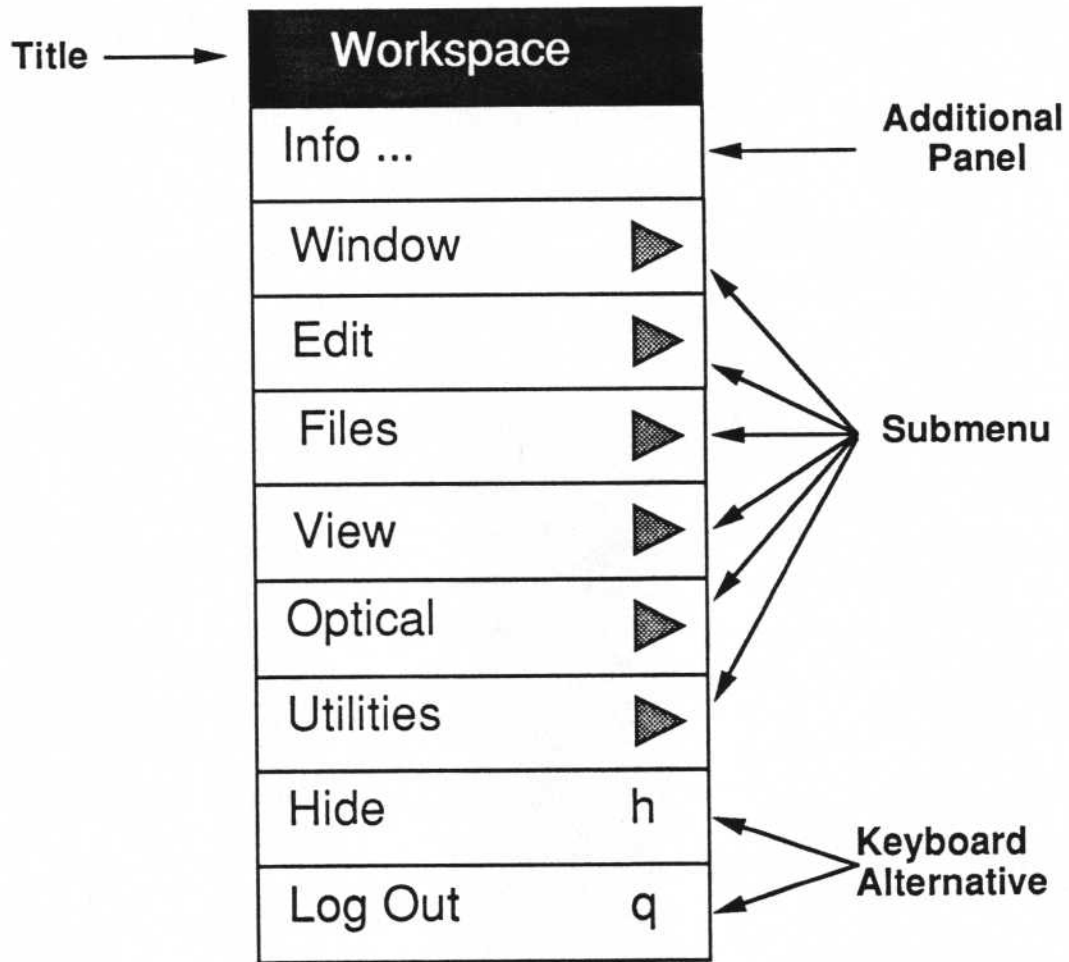 Title
Workspace
Info ...
Additional
Panel
Window
Edit
Files
Submenu
View
Optical
Utilities
Hide h
Keyboard
Alternative
Log Out q